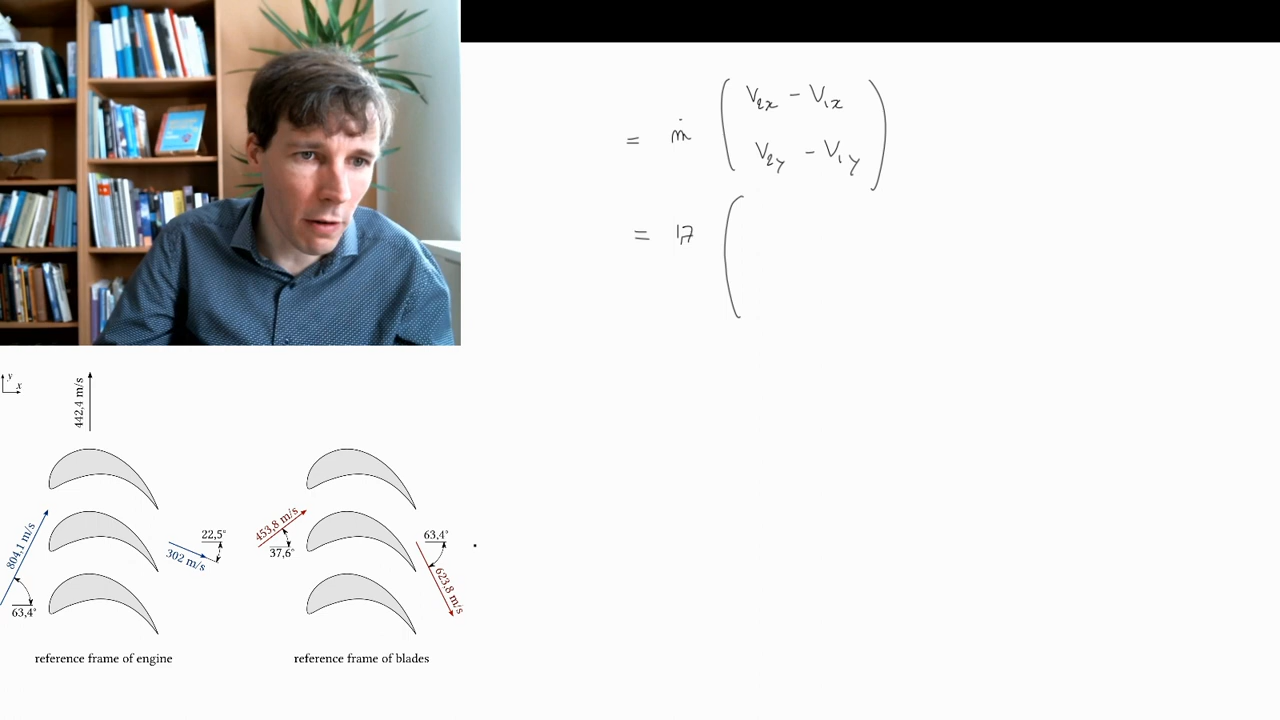 = ṁ ( V2x − V1x
V2y − V1y )
= 17 (
y
x
442,4 m/s
804,1 m/s
63,4°
302 m/s
22,5°
453,8 m/s
37,6°
63,4°
623,8 m/s
reference frame of engine
reference frame of blades